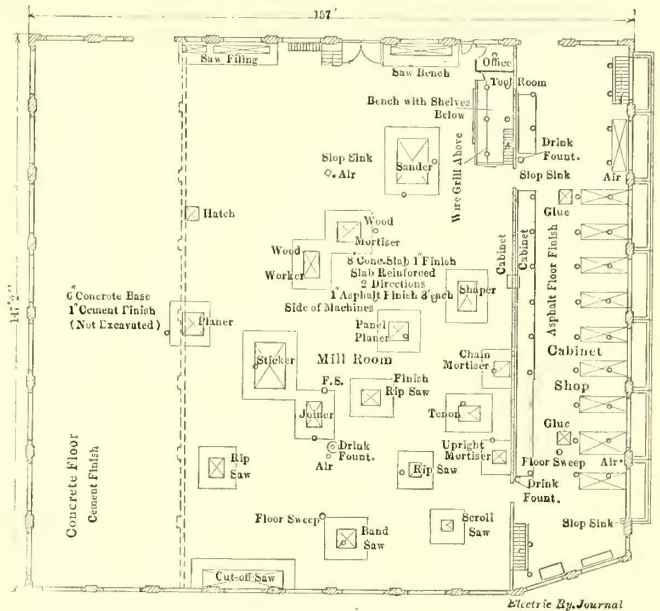 157'
Saw Filing
Saw Bench
Office
Tool Room
Bench with Shelves
Below
Wire Grill Above
Drink
Fount.
Slop Sink
Slop Sink
Air
Sander
Air
Glue
Hatch
Wood
Mortiser
Wood
Worker
8" Conc. Slab 1" Finish
Slab Reinforced
2 Directions
1" Asphalt Finish 3' each
Side of Machines
Cabinet
Cabinet
Asphalt Floor Finish
Shaper
147' 2"
6" Concrete Base
1" Cement Finish
(Not Excavated)
Planer
Panel
Planer
Sticker
Mill Room
Chain
Mortiser
Cabinet
Shop
F.S.
Finish
Rip Saw
Joiner
Tenon
Glue
Drink
Fount.
Air
Upright
Mortiser
Floor Sweep
Air
Rip
Saw
Rip Saw
Drink
Fount.
Concrete Floor
Cement Finish
Floor Sweep
Band
Saw
Scroll
Saw
Slop Sink
Cut-off Saw
Electric Ry. Journal